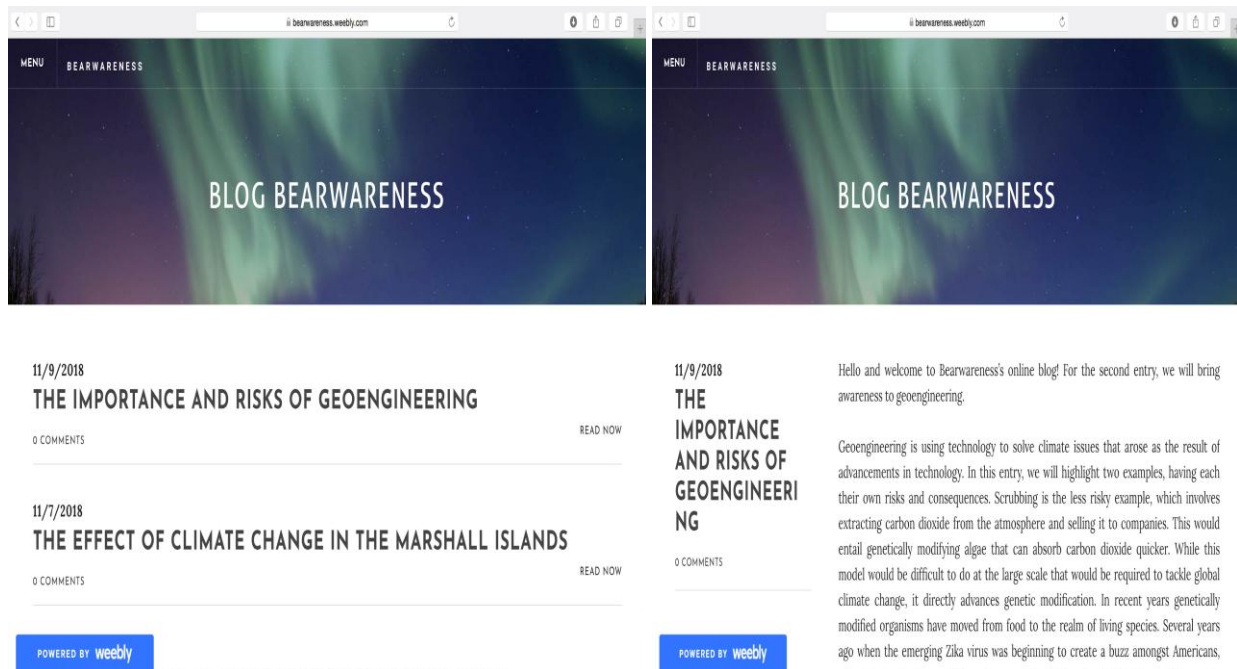 bearwareness.weebly.com
MENU
BEARWARENESS
BLOG BEARWARENESS
11/9/2018
THE IMPORTANCE AND RISKS OF GEOENGINEERING
0 COMMENTS
READ NOW
11/7/2018
THE EFFECT OF CLIMATE CHANGE IN THE MARSHALL ISLANDS
0 COMMENTS
READ NOW
POWERED BY weebly
bearwareness.weebly.com
MENU
BEARWARENESS
BLOG BEARWARENESS
11/9/2018
THE
IMPORTANCE
AND RISKS OF
GEOENGINEERI
NG
0 COMMENTS
Hello and welcome to Bearwareness's online blog! For the second entry, we will bring
awareness to geoengineering.
Geoengineering is using technology to solve climate issues that arose as the result of
advancements in technology. In this entry, we will highlight two examples, having each
their own risks and consequences. Scrubbing is the less risky example, which involves
extracting carbon dioxide from the atmosphere and selling it to companies. This would
entail genetically modifying algae that can absorb carbon dioxide quicker. While this
model would be difficult to do at the large scale that would be required to tackle global
climate change, it directly advances genetic modification. In recent years genetically
modified organisms have moved from food to the realm of living species. Several years
ago when the emerging Zika virus was beginning to create a buzz amongst Americans,
POWERED BY weebly